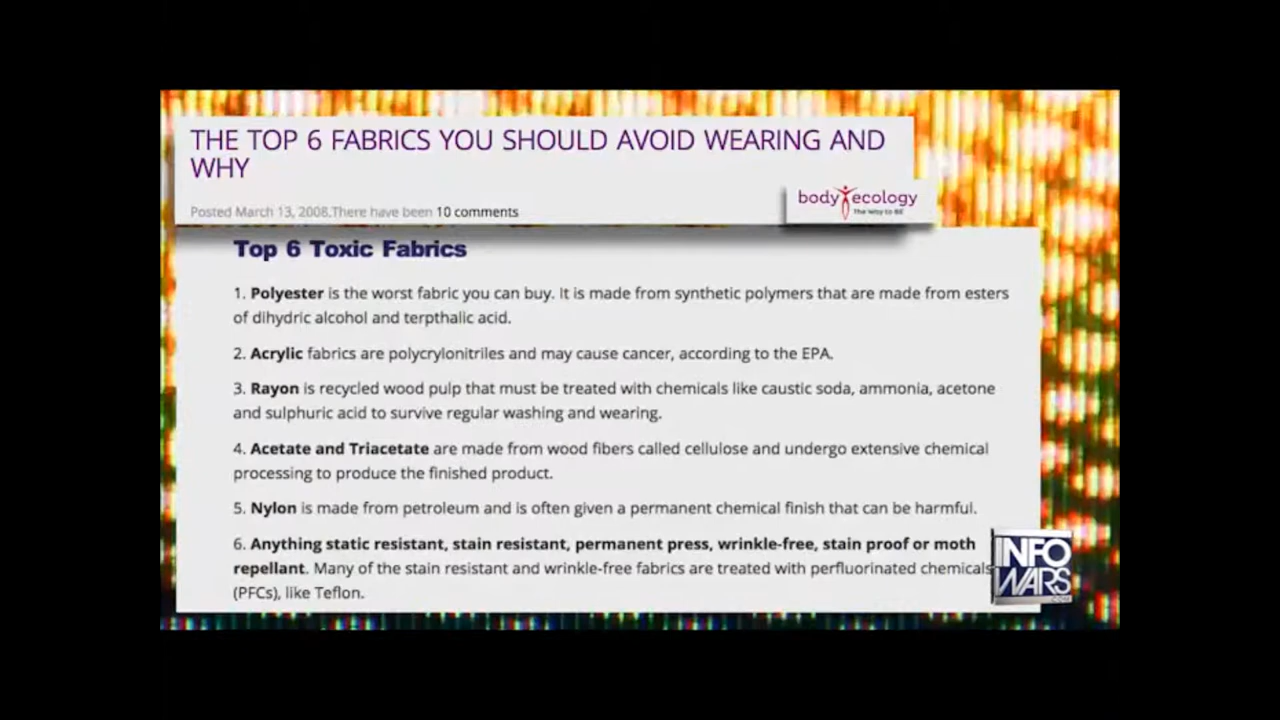 THE TOP 6 FABRICS YOU SHOULD AVOID WEARING AND
WHY
Posted March 13, 2008.There have been 10 comments
body ecology
The Way to BE
Top 6 Toxic Fabrics
1. Polyester is the worst fabric you can buy. It is made from synthetic polymers that are made from esters
of dihydric alcohol and terpthalic acid.
2. Acrylic fabrics are polycrylonitriles and may cause cancer, according to the EPA.
3. Rayon is recycled wood pulp that must be treated with chemicals like caustic soda, ammonia, acetone
and sulphuric acid to survive regular washing and wearing.
4. Acetate and Triacetate are made from wood fibers called cellulose and undergo extensive chemical
processing to produce the finished product.
5. Nylon is made from petroleum and is often given a permanent chemical finish that can be harmful.
6. Anything static resistant, stain resistant, permanent press, wrinkle-free, stain proof or moth
repellant. Many of the stain resistant and wrinkle-free fabrics are treated with perfluorinated chemicals
(PFCs), like Teflon.
INFO
WARS
.COM